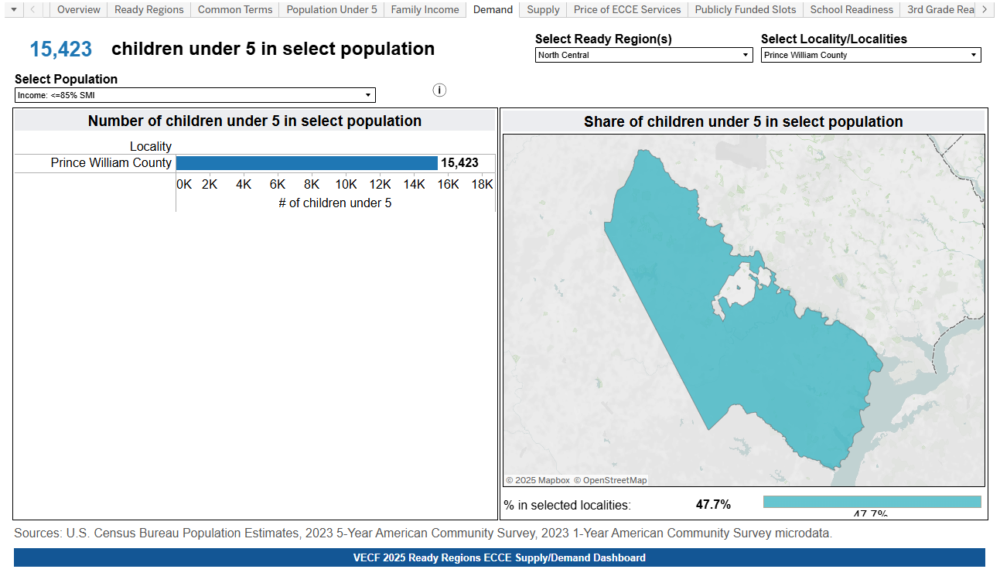 Overview Ready Regions Common Terms Population Under 5 Family Income Demand Supply Price of ECCE Services Publicly Funded Slots School Readiness 3rd Grade Rea
15,423 children under 5 in select population
Select Ready Region(s)
North Central
Select Locality/Localities
Prince William County
Select Population
Income: <=85% SMI
i
Number of children under 5 in select population
Locality
Prince William County 15,423
0K 2K 4K 6K 8K 10K 12K 14K 16K 18K
# of children under 5
Share of children under 5 in select population
© 2025 Mapbox © OpenStreetMap
% in selected localities: 47.7%
47.7%
Sources: U.S. Census Bureau Population Estimates, 2023 5-Year American Community Survey, 2023 1-Year American Community Survey microdata.
VECF 2025 Ready Regions ECCE Supply/Demand Dashboard